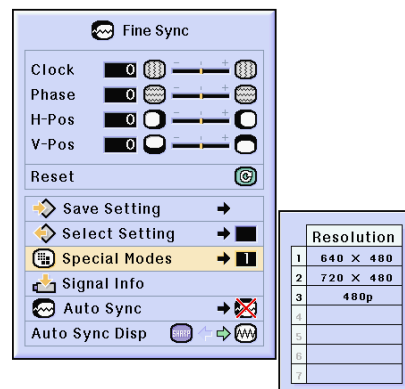 Fine Sync
Clock 0 - +
Phase 0 - +
H-Pos 0 - +
V-Pos 0 - +
Reset
Save Setting
Select Setting
Special Modes 1
Signal Info
Auto Sync
Auto Sync Disp SHARP
Resolution
1 640 × 480
2 720 × 480
3 480p
4
5
6
7